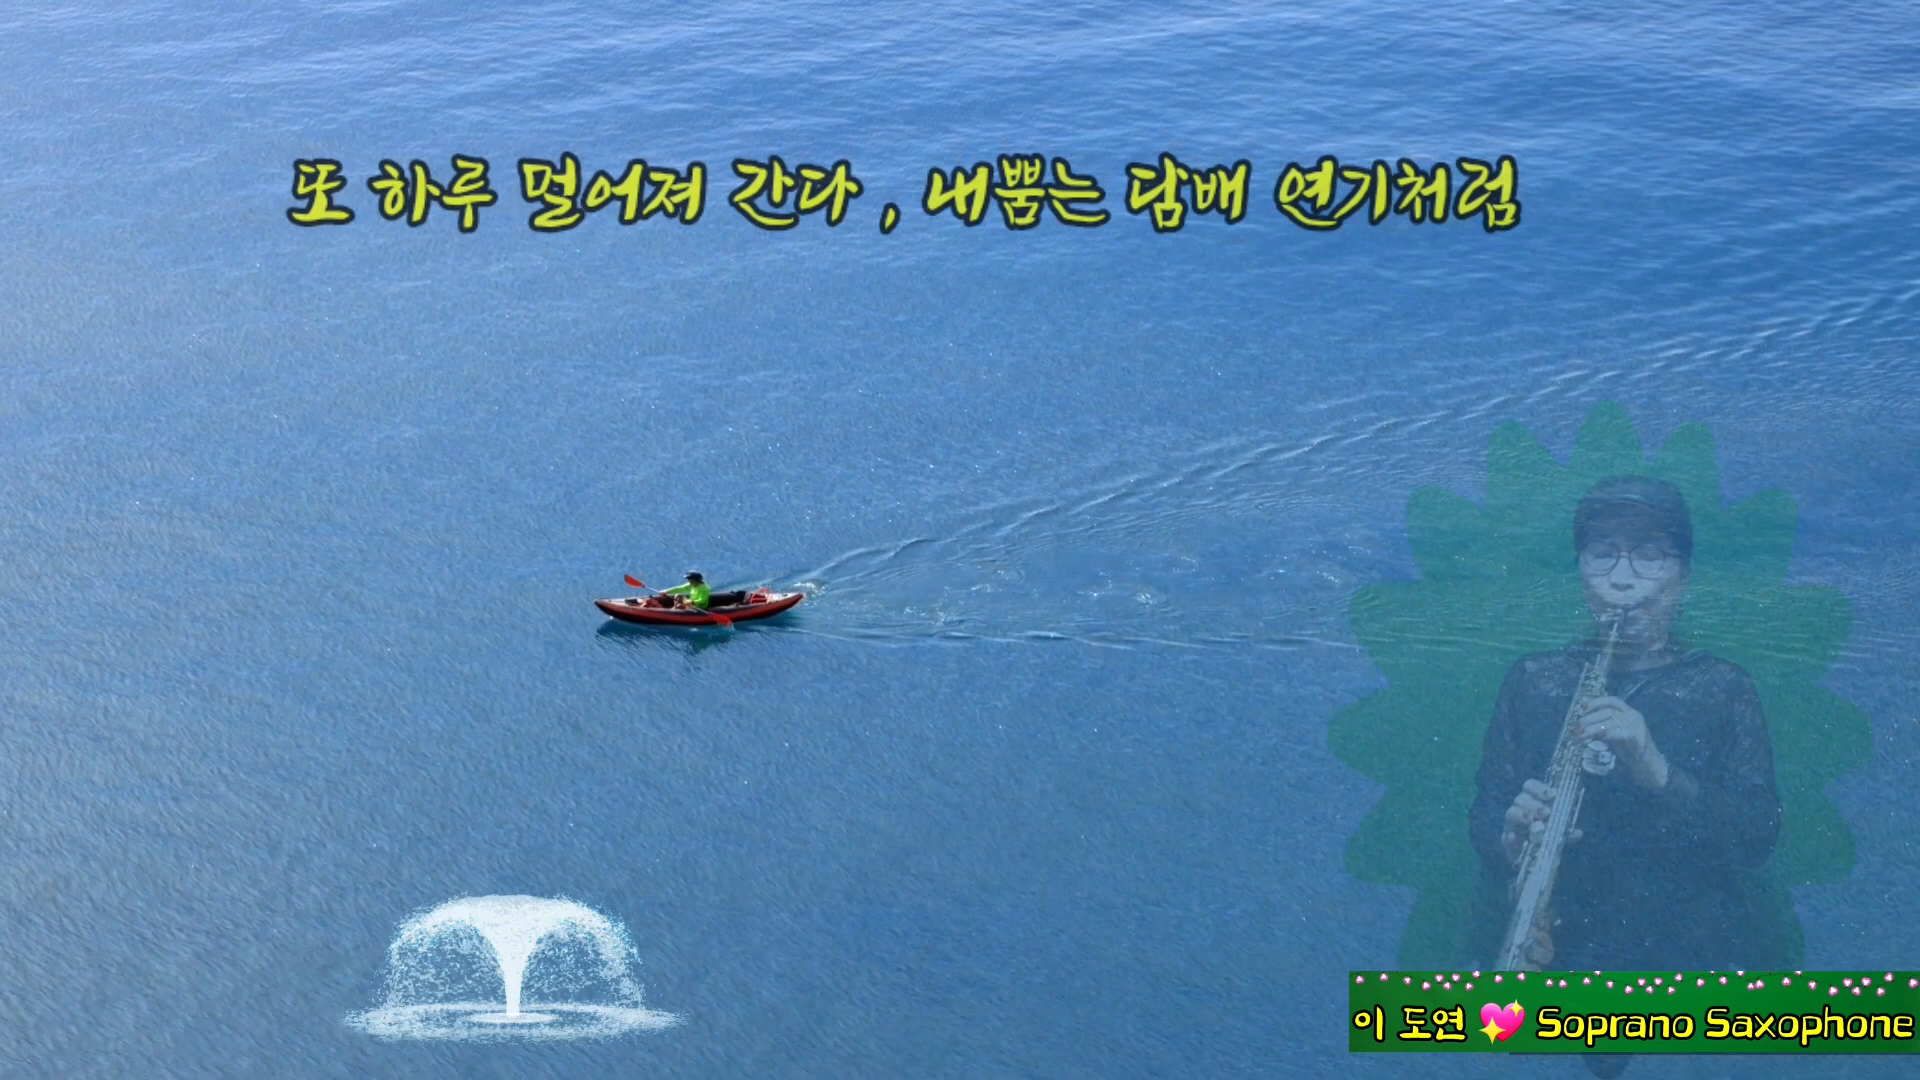 또 하루 멀어져 간다 , 내뿜는 담배 연기처럼
이 도연 💖 Soprano Saxophone